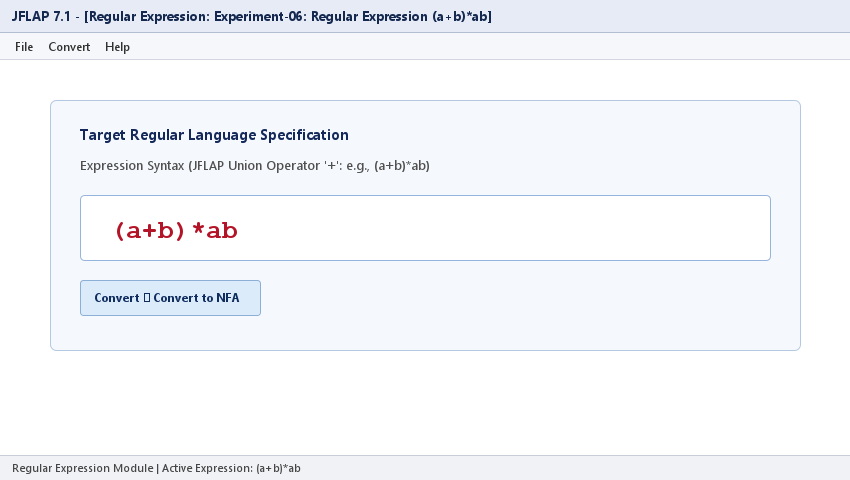 JFLAP 7.1 - [Regular Expression: Experiment-06: Regular Expression (a+b)*ab]
File Convert Help
Target Regular Language Specification
Expression Syntax (JFLAP Union Operator '+': e.g., (a+b)*ab)
(a+b)*ab
Convert ▯ Convert to NFA
Regular Expression Module | Active Expression: (a+b)*ab